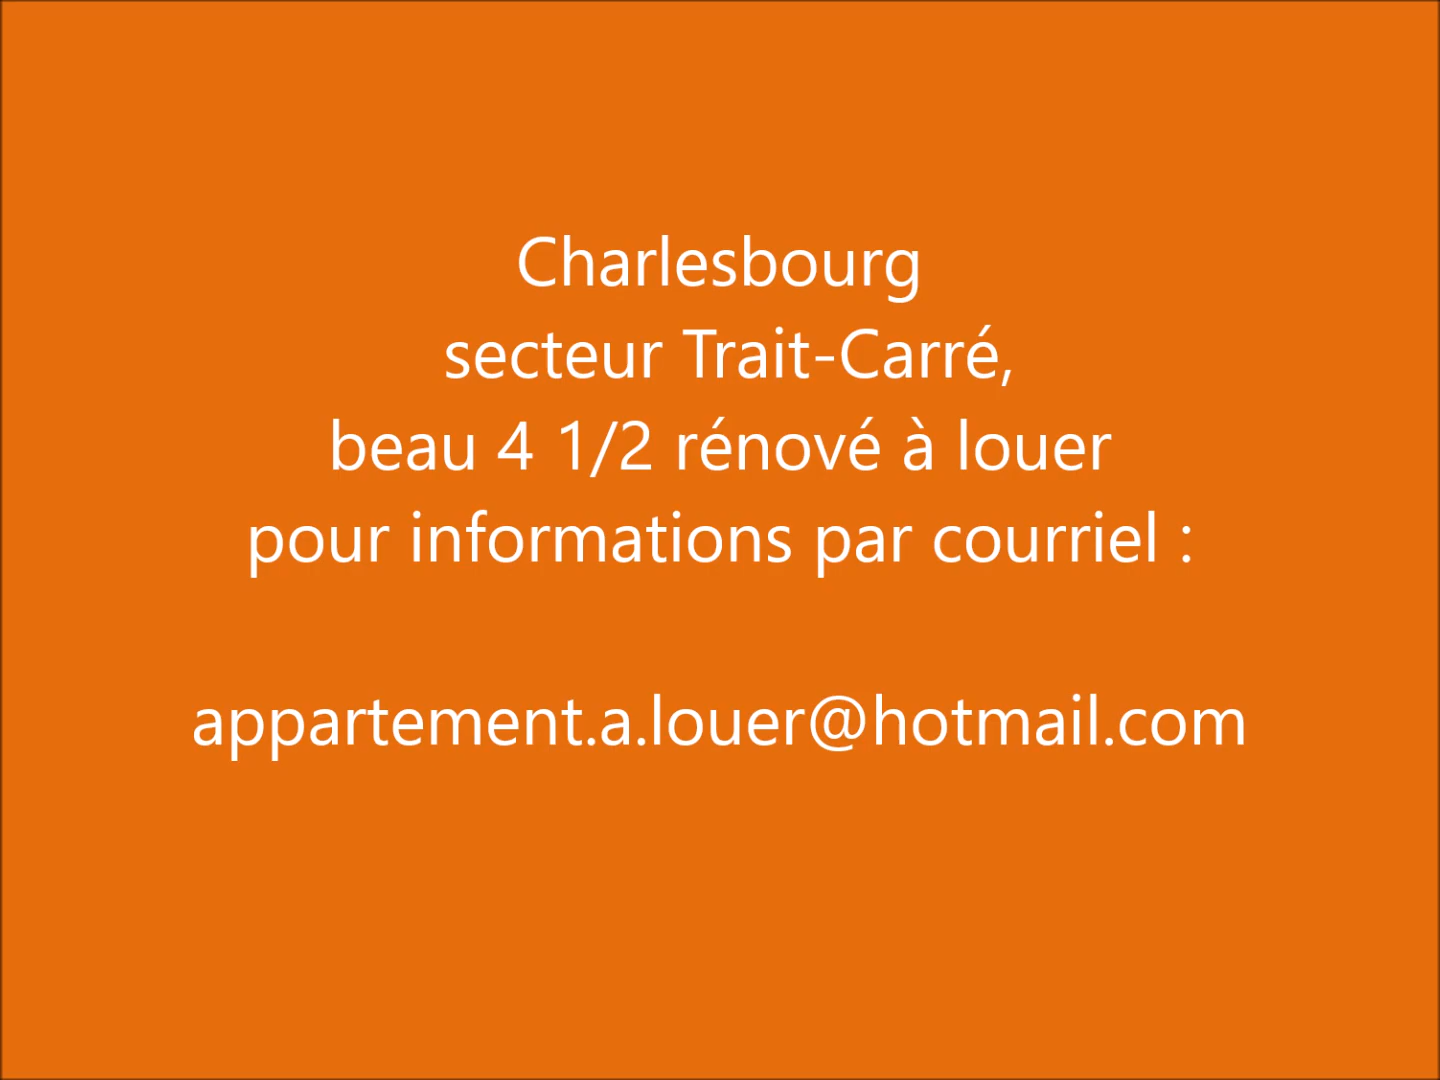 Charlesbourg
secteur Trait-Carré,
beau 4 1/2 rénové à louer
pour informations par courriel :
appartement.a.louer@hotmail.com